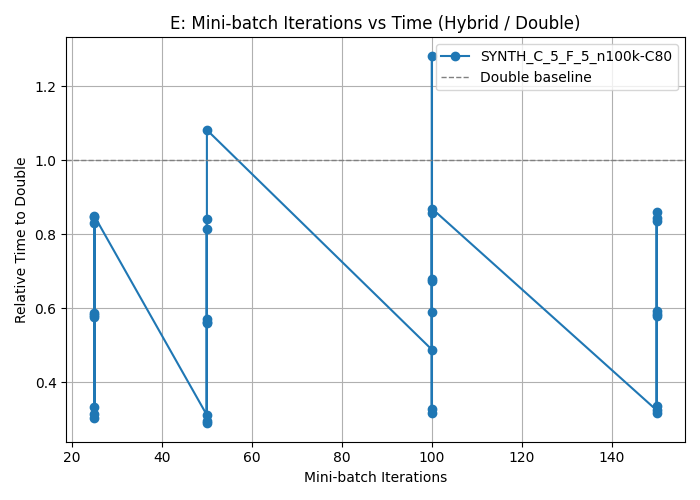 E: Mini-batch Iterations vs Time (Hybrid / Double)
SYNTH_C_5_F_5_n100k-C80
Double baseline
Relative Time to Double
1.2
1.0
0.8
0.6
0.4
20 40 60 80 100 120 140
Mini-batch Iterations